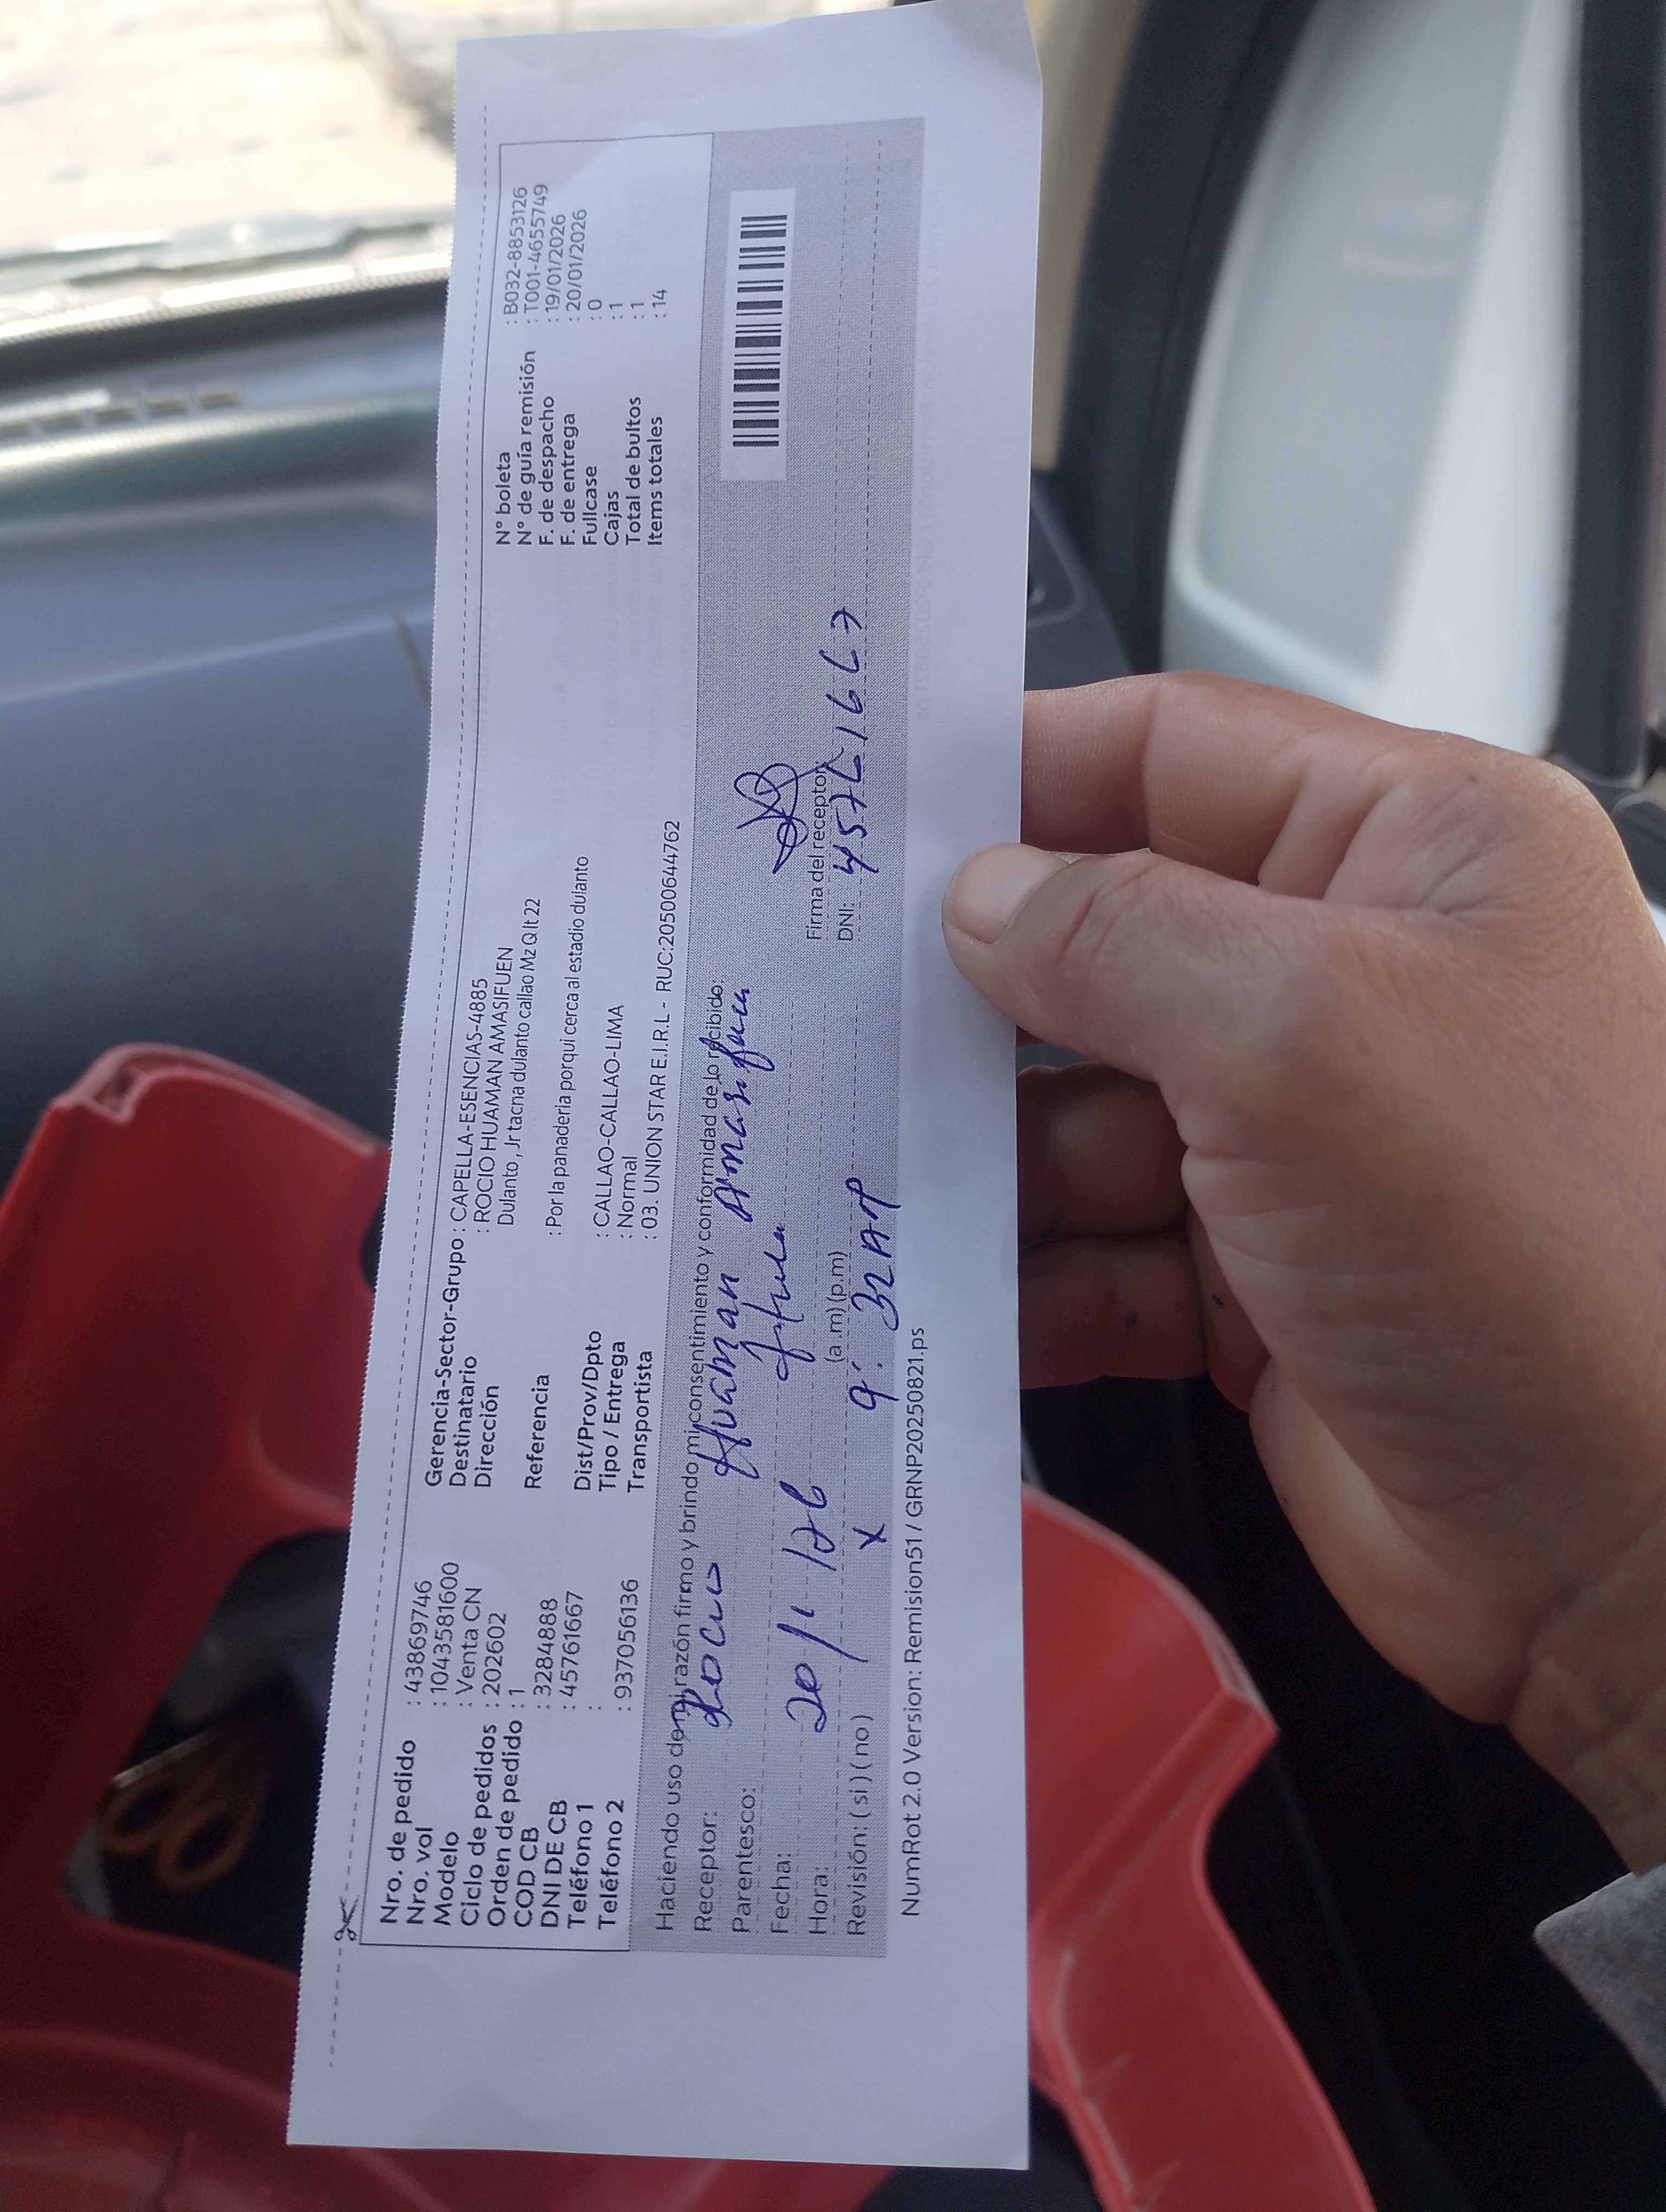 Nro. de pedido : 43869746
Nro. vol : 1043581600
Modelo : Venta CN
Ciclo de pedidos : 202602
Orden de pedido : 1
COD CB : 3284888
DNI DE CB : 45761667
Teléfono 1 :
Teléfono 2 : 937056136
Gerencia-Sector-Grupo : CAPELLA-ESENCIAS-4885
Destinatario : ROCIO HUAMAN AMASIFUEN
Dirección Dulanto , Jr tacna dulanto callao Mz Q lt 22
Referencia : Por la panaderia porqui cerca al estadio dulanto
Dist/Prov/Dpto : CALLAO-CALLAO-LIMA
Tipo / Entrega : Normal
Transportista : 03. UNION STAR E.I.R.L - RUC:20500644762
N° boleta : B032-8853126
N° de guía remisión : T001-4655749
F. de despacho : 19/01/2026
F. de entrega : 20/01/2026
Fullcase : 0
Cajas : 1
Total de bultos : 1
Items totales : 14
Haciendo uso de mi razón firmo y brindo mi consentimiento y conformidad de lo recibido:
Receptor: Rocio Huaman Amasifuen
Parentesco:
Fecha: 20/1/26
Hora: (a.m) (p.m) 9:32 AM
Revisión: ( si ) ( no ) x
Firma del receptor
DNI: 45761667
NumRot 2.0 Version: Remision51 / GRNP20250821.ps